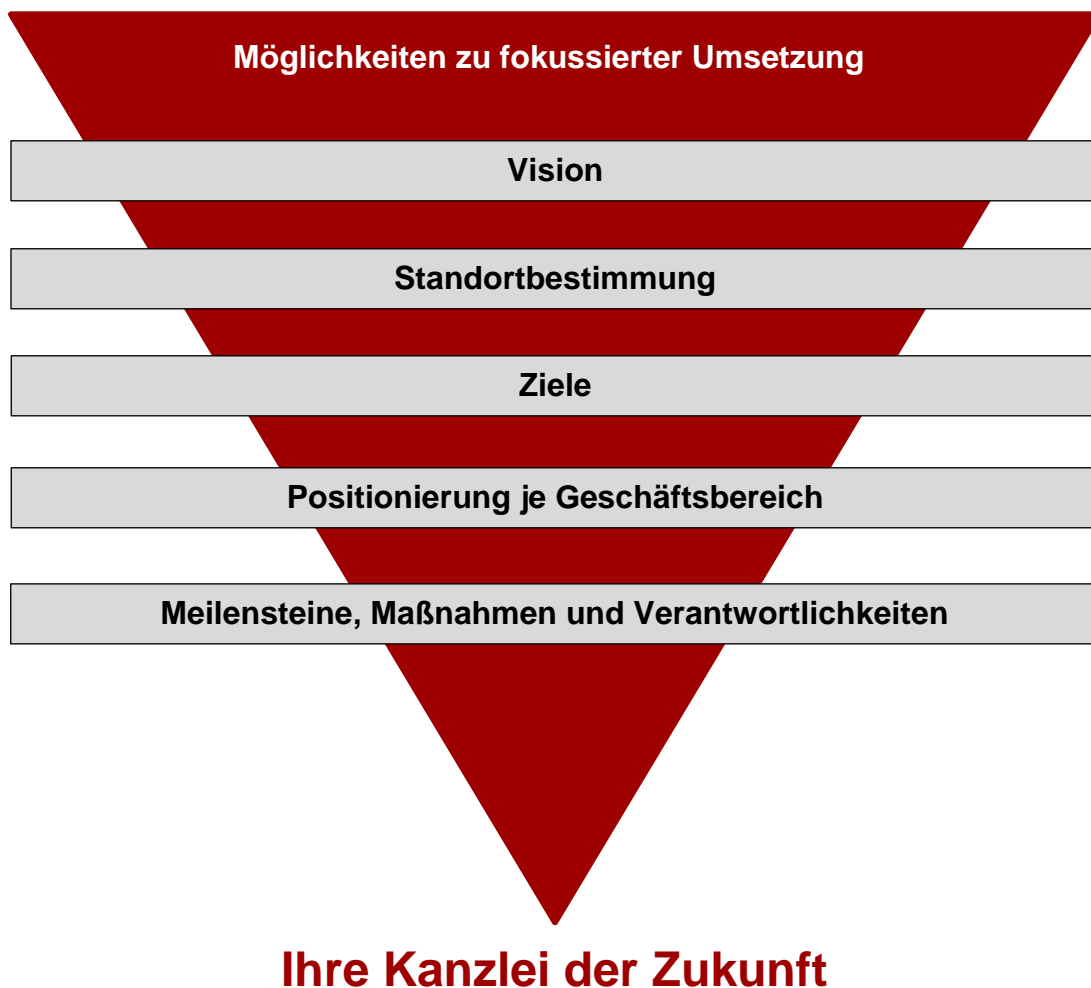 Möglichkeiten zu fokussierter Umsetzung
Vision
Standortbestimmung
Ziele
Positionierung je Geschäftsbereich
Meilensteine, Maßnahmen und Verantwortlichkeiten
Ihre Kanzlei der Zukunft